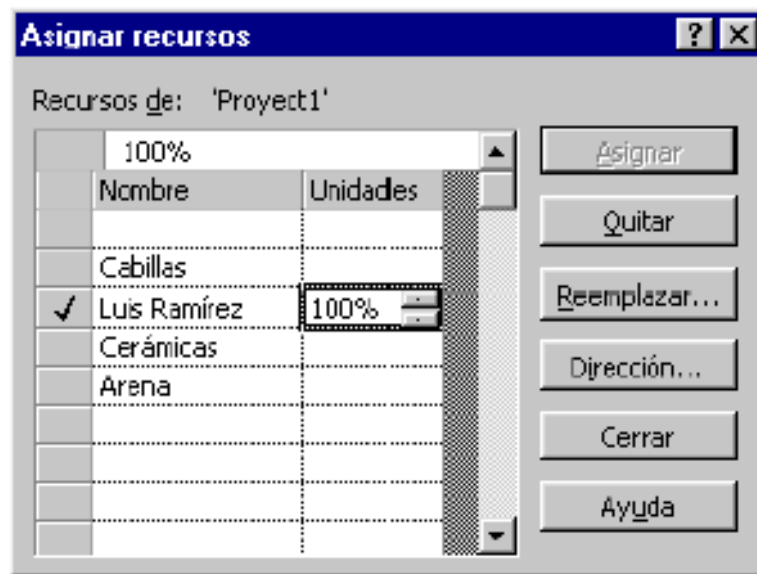 Asignar recursos
Recursos de: 'Proyect1'
100%
Nombre Unidades
Cabillas
Luis Ramírez 100%
Cerámicas
Arena
Asignar
Quitar
Reemplazar...
Dirección...
Cerrar
Ayuda